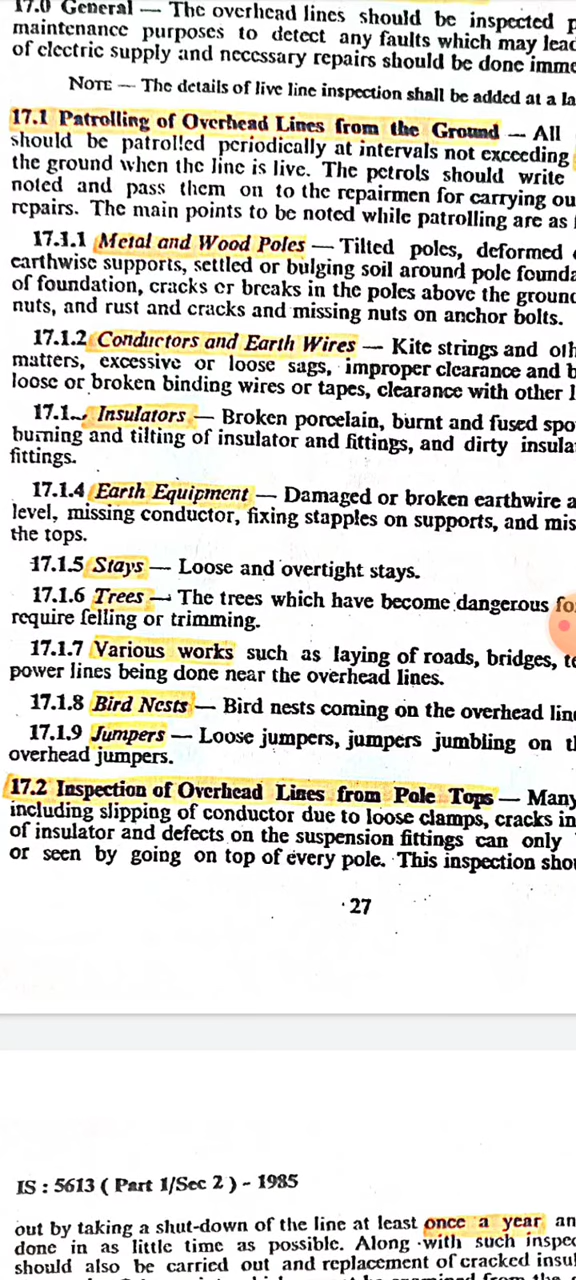 17.0 General — The overhead lines should be inspected
maintenance purposes to detect any faults which may lead
of electric supply and necessary repairs should be done imme
NOTE — The details of live line inspection shall be added at a la
17.1 Patrolling of Overhead Lines from the Ground — All
should be patrolled periodically at intervals not exceeding
the ground when the line is live. The petrols should write
noted and pass them on to the repairmen for carrying ou
repairs. The main points to be noted while patrolling are as
17.1.1 Metal and Wood Poles — Tilted poles, deformed
earthwise supports, settled or bulging soil around pole founda
of foundation, cracks or breaks in the poles above the ground
nuts, and rust and cracks and missing nuts on anchor bolts.
17.1.2 Conductors and Earth Wires — Kite strings and oth
matters, excessive or loose sags, improper clearance and b
loose or broken binding wires or tapes, clearance with other l
17.1. Insulators — Broken porcelain, burnt and fused spo
burning and tilting of insulator and fittings, and dirty insula
fittings.
17.1.4 Earth Equipment — Damaged or broken earthwire a
level, missing conductor, fixing stapples on supports, and mis
the tops.
17.1.5 Stays — Loose and overtight stays.
17.1.6 Trees — The trees which have become dangerous fo
require felling or trimming.
17.1.7 Various works such as laying of roads, bridges, te
power lines being done near the overhead lines.
17.1.8 Bird Nests — Bird nests coming on the overhead line
17.1.9 Jumpers — Loose jumpers, jumpers jumbling on t
overhead jumpers.
17.2 Inspection of Overhead Lines from Pole Tops — Many
including slipping of conductor due to loose clamps, cracks in
of insulator and defects on the suspension fittings can only
or seen by going on top of every pole. This inspection shou
27
IS : 5613 ( Part 1/Sec 2 ) - 1985
out by taking a shut-down of the line at least once a year an
done in as little time as possible. Along with such inspec
should also be carried out and replacement of cracked insul